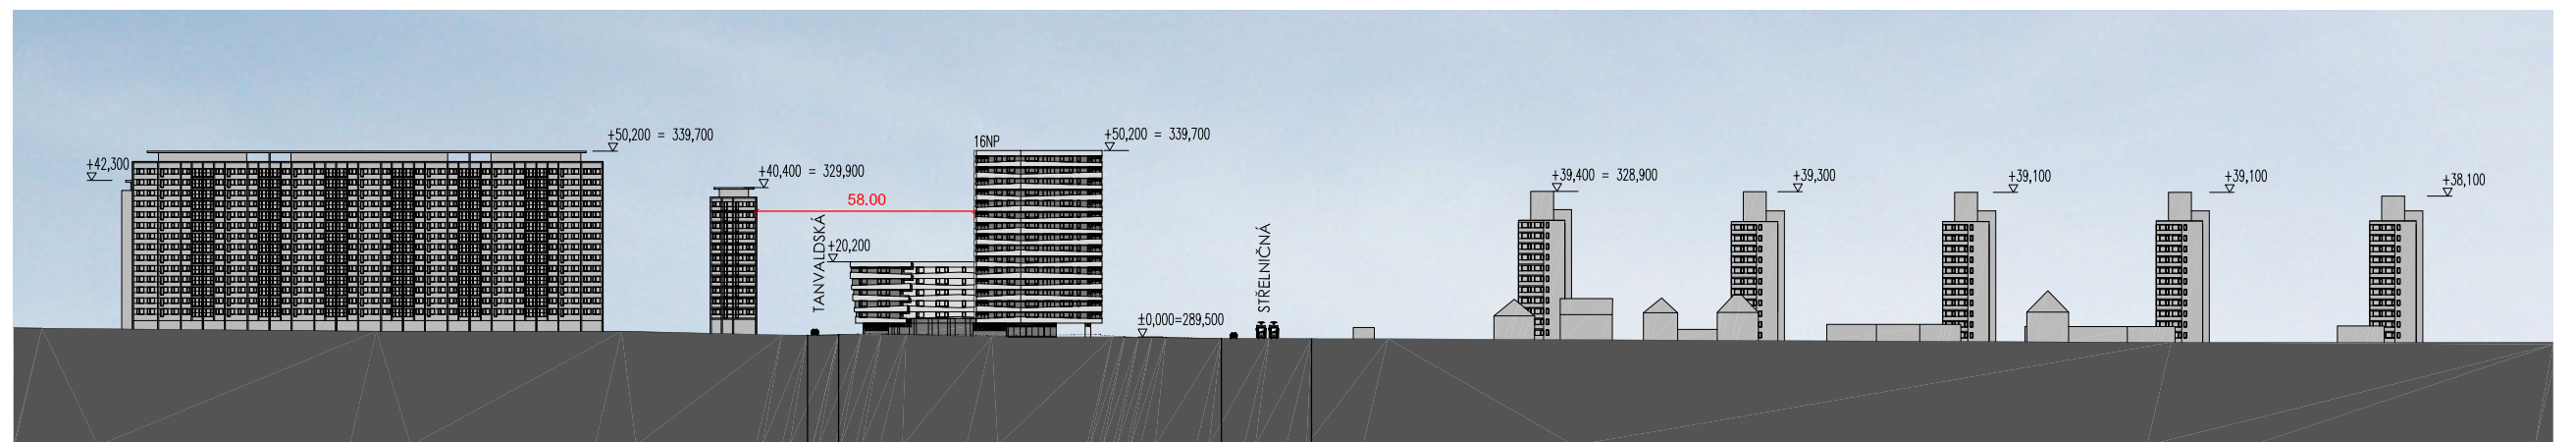 +42,300
+50,200 = 339,700
+40,400 = 329,900
58.00
TANVALDSKÁ
+20,200
16NP
+50,200 = 339,700
±0,000=289,500
STŘELNIČNÁ
+39,400 = 328,900
+39,300
+39,100
+39,100
+38,100